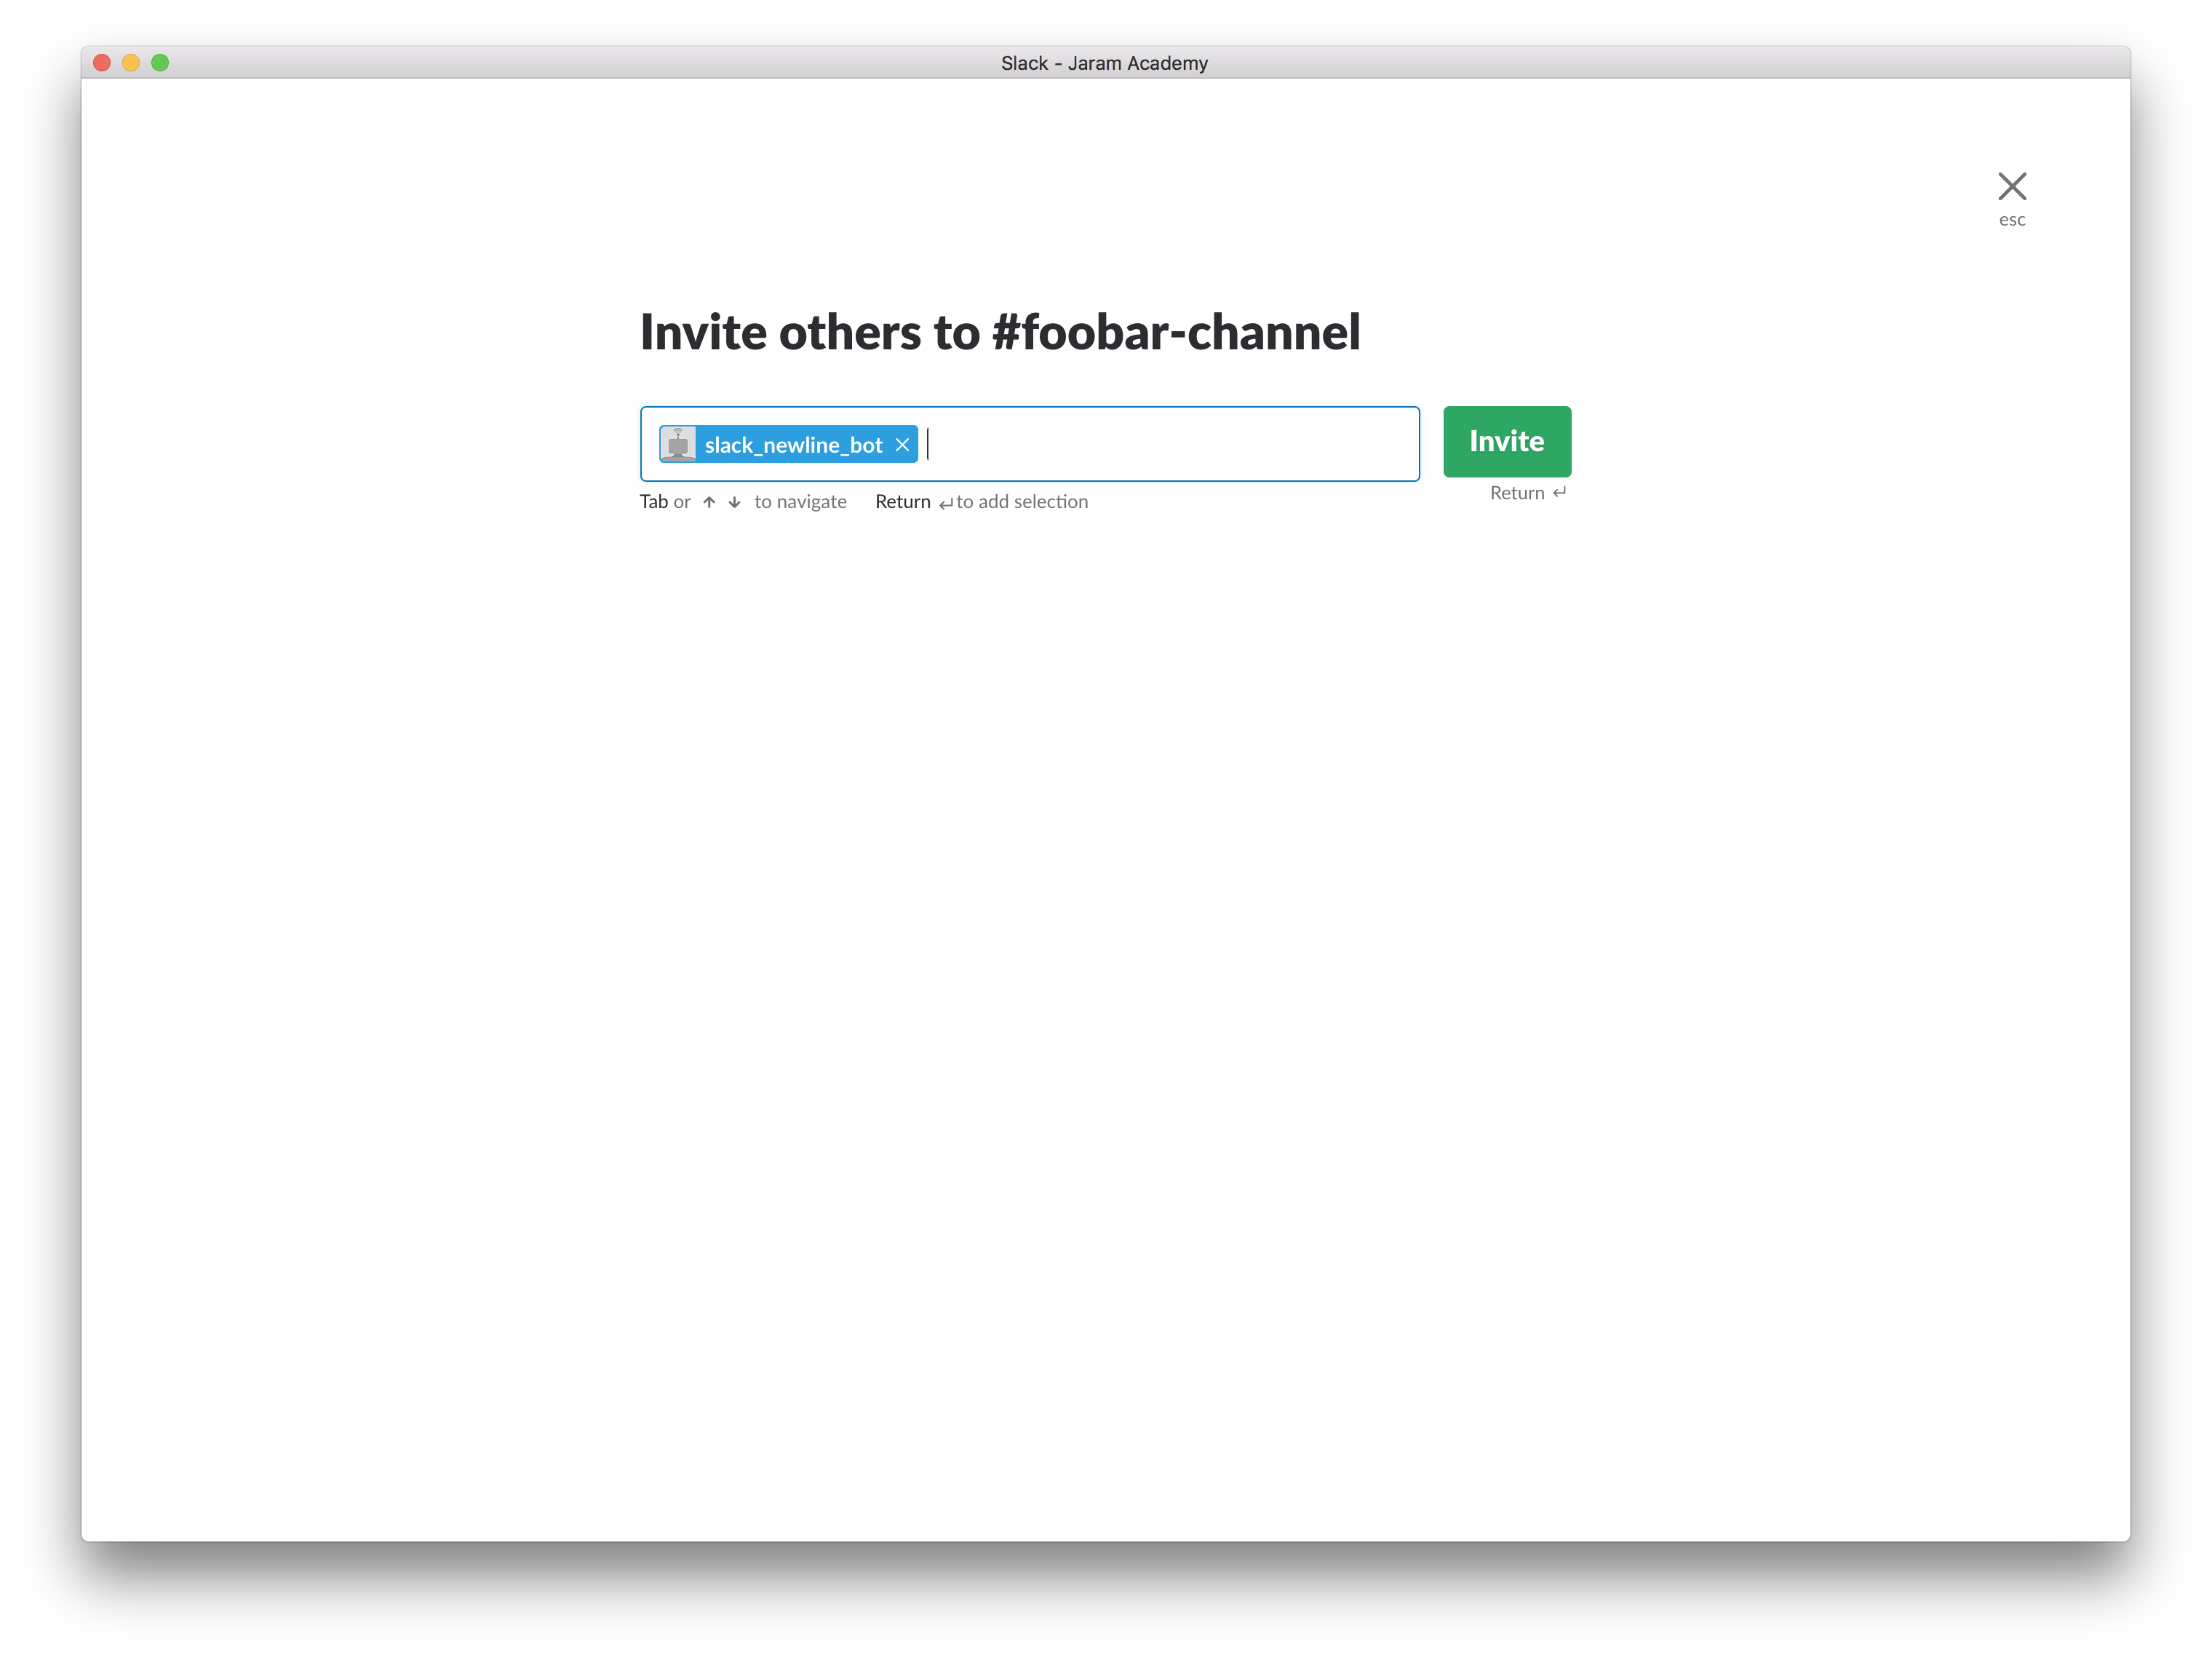 Slack - Jaram Academy
esc
Invite others to #foobar-channel
slack_newline_bot
Invite
Tab or ↑ ↓ to navigate Return ↵ to add selection
Return ↵